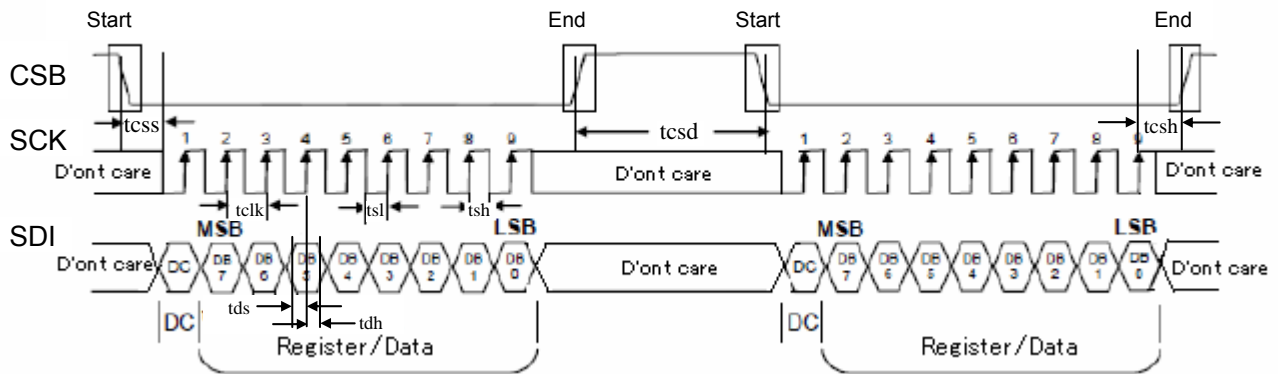 Start End Start End
CSB
tcss tcsd tcsh
SCK 1 2 3 4 5 6 7 8 9 1 2 3 4 5 6 7 8 9
D'ont care D'ont care D'ont care
tclk tsl tsh
MSB LSB MSB LSB
SDI
D'ont care DC DB 7 DB 6 DB 5 DB 4 DB 3 DB 2 DB 1 DB 0 D'ont care DC DB 7 DB 6 DB 5 DB 4 DB 3 DB 2 DB 1 DB 0 D'ont care
tds tdh
DC DC
Register/Data Register/Data